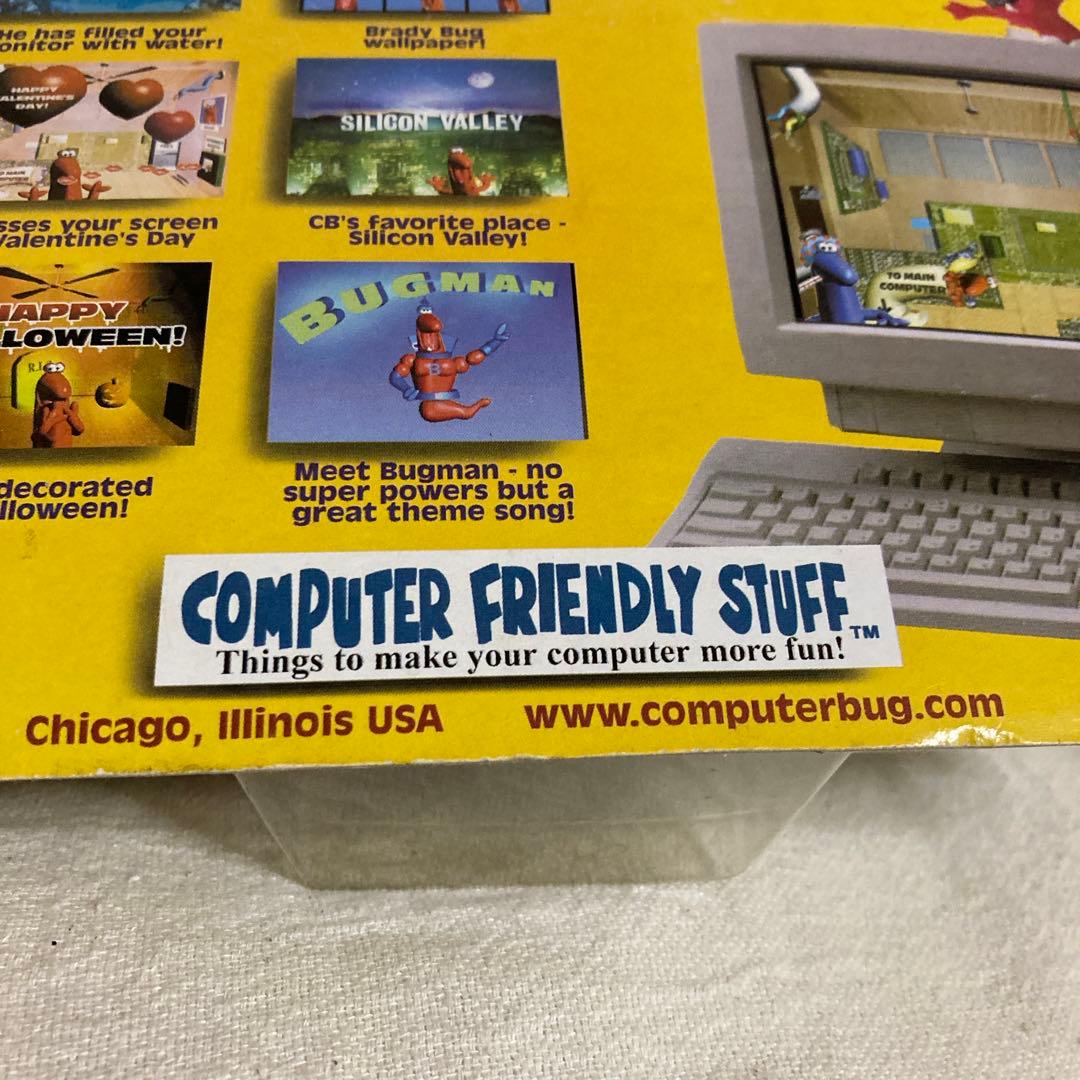 He has filled your
monitor with water!
Brady Bug
wallpaper!
HAPPY
VALENTINE'S
DAY!
SILICON VALLEY
sses your screen
Valentine's Day
CB's favorite place -
Silicon Valley!
HAPPY
LOWEEN!
R.I.
BUGMAN
B
TO MAIN
COMPUTER
decorated
lloween!
Meet Bugman - no
super powers but a
great theme song!
COMPUTER FRIENDLY STUFF™
Things to make your computer more fun!
Chicago, Illinois USA
www.computerbug.com